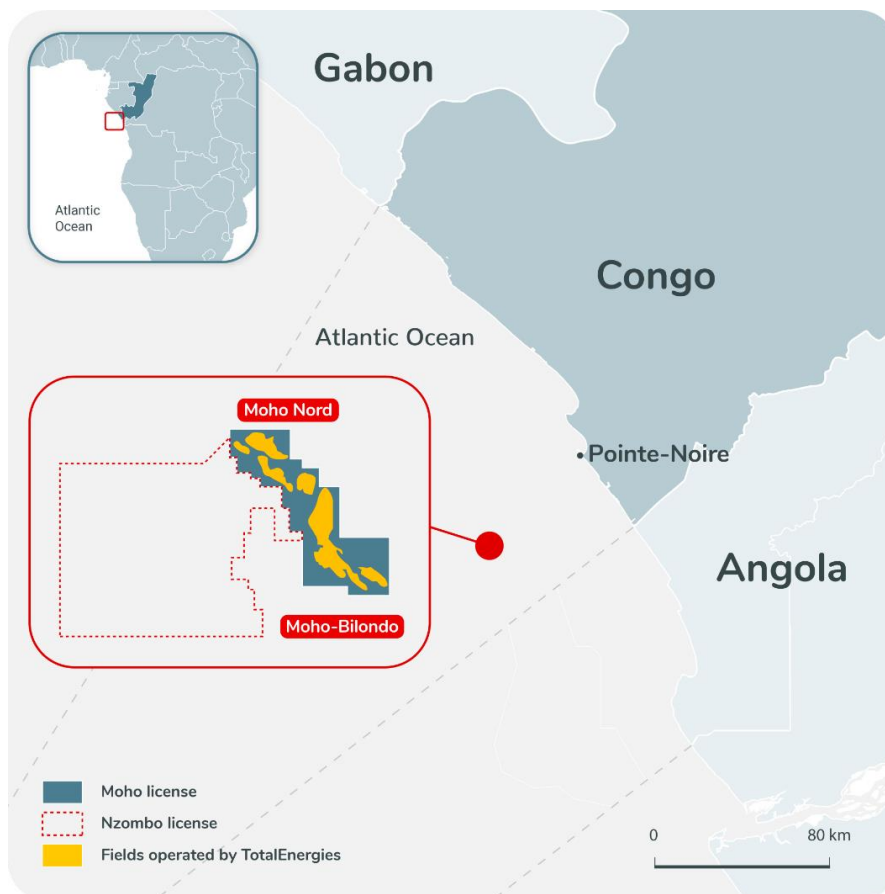 Gabon
Atlantic
Ocean
Congo
Atlantic Ocean
Moho Nord
Pointe-Noire
Angola
Moho-Bilondo
Moho license
Nzombo license
Fields operated by TotalEnergies
0 80 km